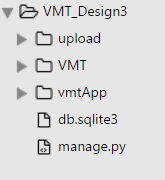 VMT_Design3
upload
VMT
vmtApp
db.sqlite3
manage.py